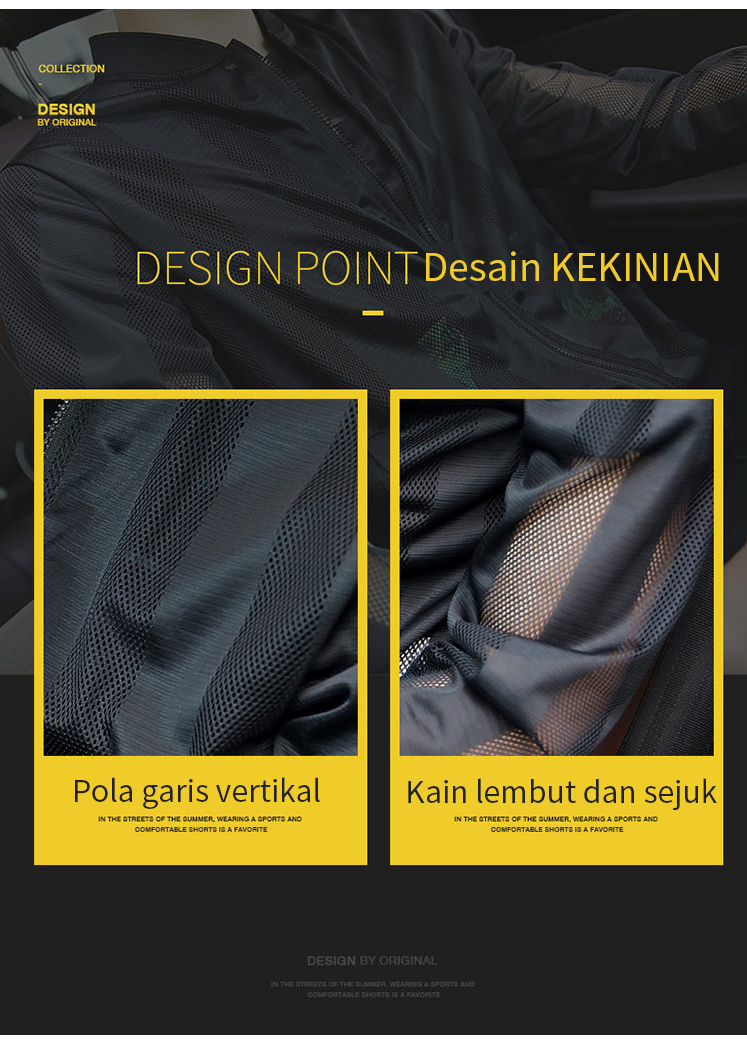 COLLECTION
-
DESIGN
BY ORIGINAL
DESIGN POINT Desain KEKINIAN
Pola garis vertikal
IN THE STREETS OF THE SUMMER, WEARING A SPORTS AND
COMFORTABLE SHORTS IS A FAVORITE
Kain lembut dan sejuk
IN THE STREETS OF THE SUMMER, WEARING A SPORTS AND
COMFORTABLE SHORTS IS A FAVORITE
DESIGN BY ORIGINAL
IN THE STREETS OF THE SUMMER, WEARING A SPORTS AND
COMFORTABLE SHORTS IS A FAVORITE